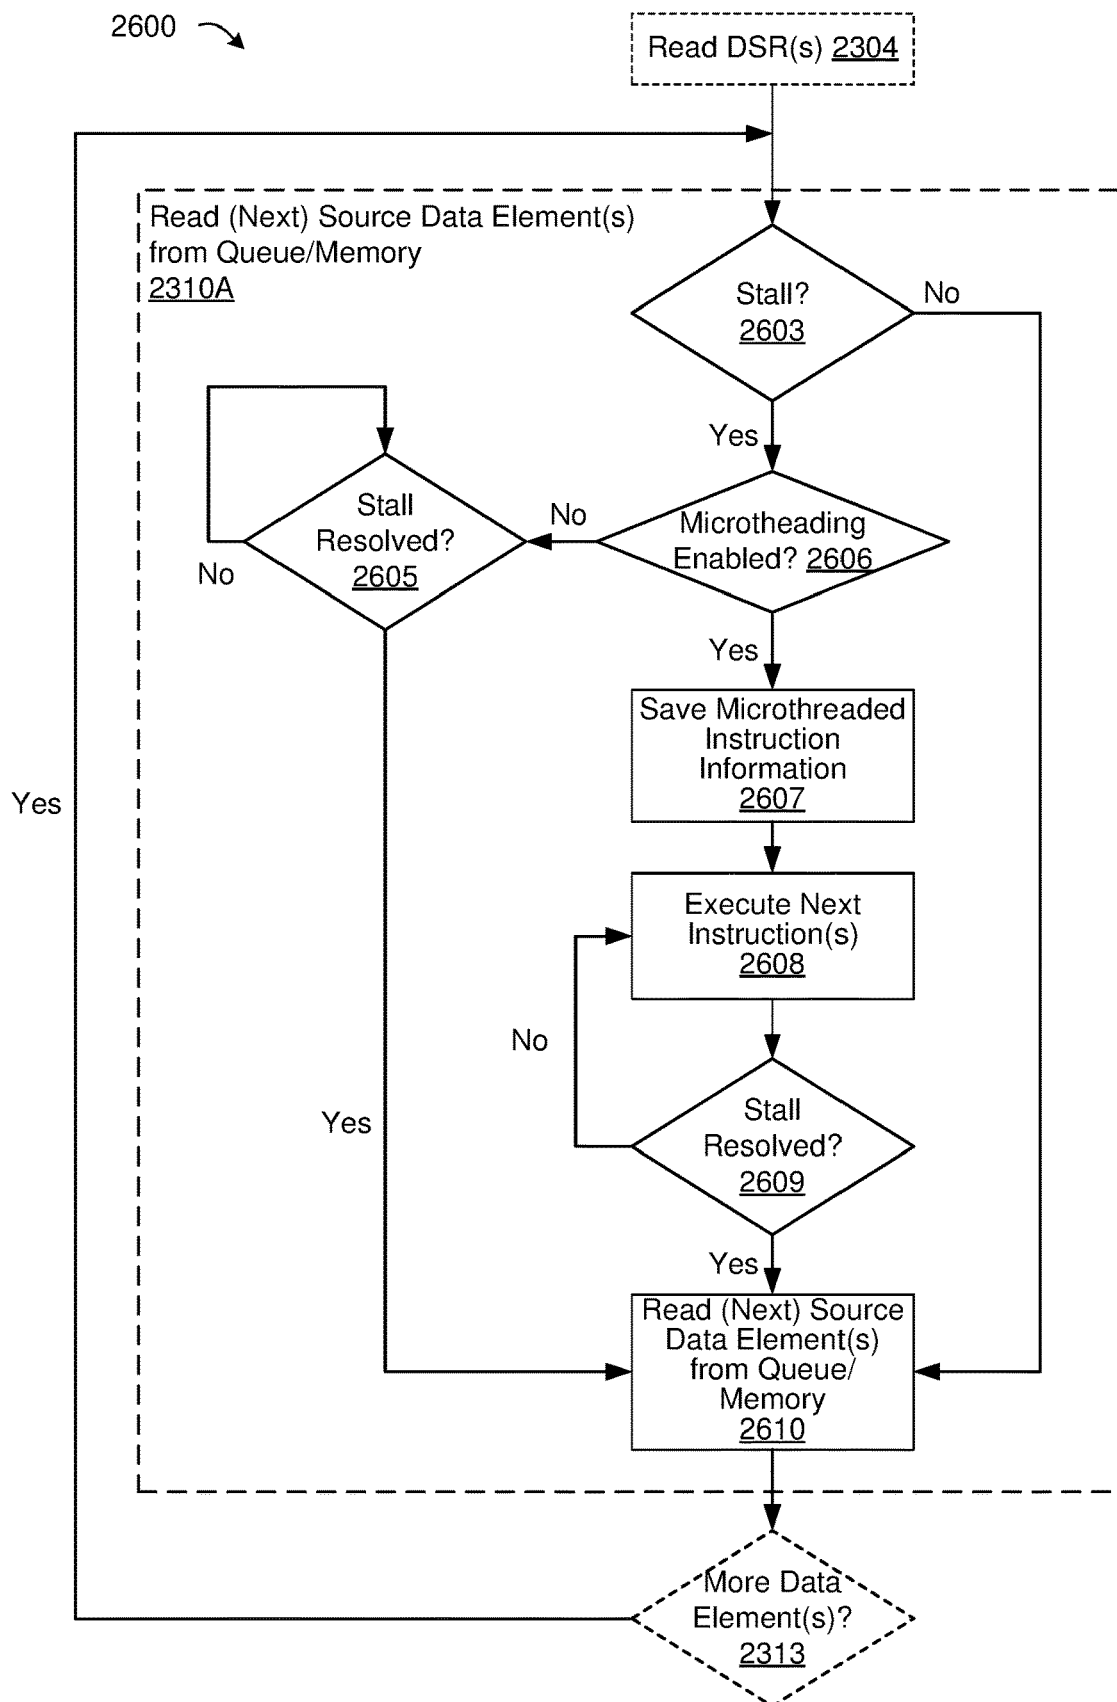 2600
Read DSR(s) 2304
Read (Next) Source Data Element(s)
from Queue/Memory
2310A
Stall?
2603
No
Yes
Stall
Resolved?
2605
No
No
Microtheading
Enabled? 2606
Yes
Save Microthreaded
Instruction
Information
2607
Yes
Execute Next
Instruction(s)
2608
No
Yes
Stall
Resolved?
2609
Yes
Read (Next) Source
Data Element(s)
from Queue/
Memory
2610
More Data
Element(s)?
2313